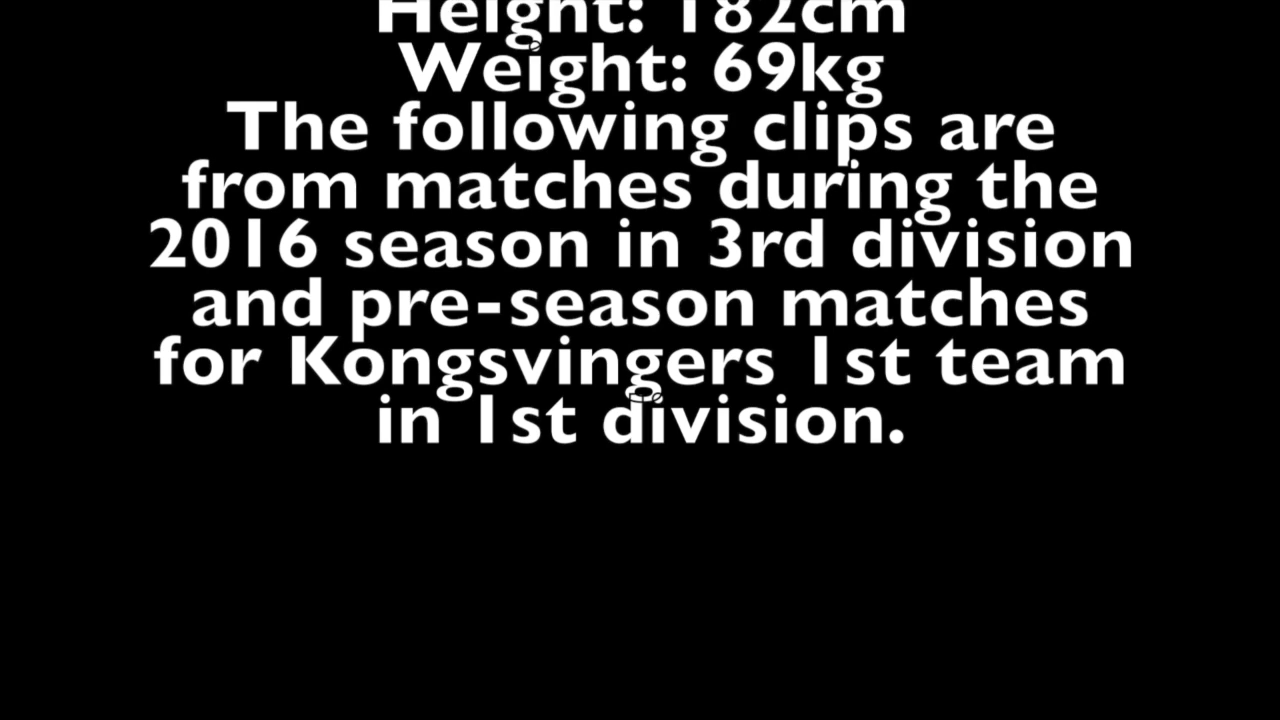 Height: 182cm
Weight: 69kg
The following clips are
from matches during the
2016 season in 3rd division
and pre-season matches
for Kongsvingers 1st team
in 1st division.